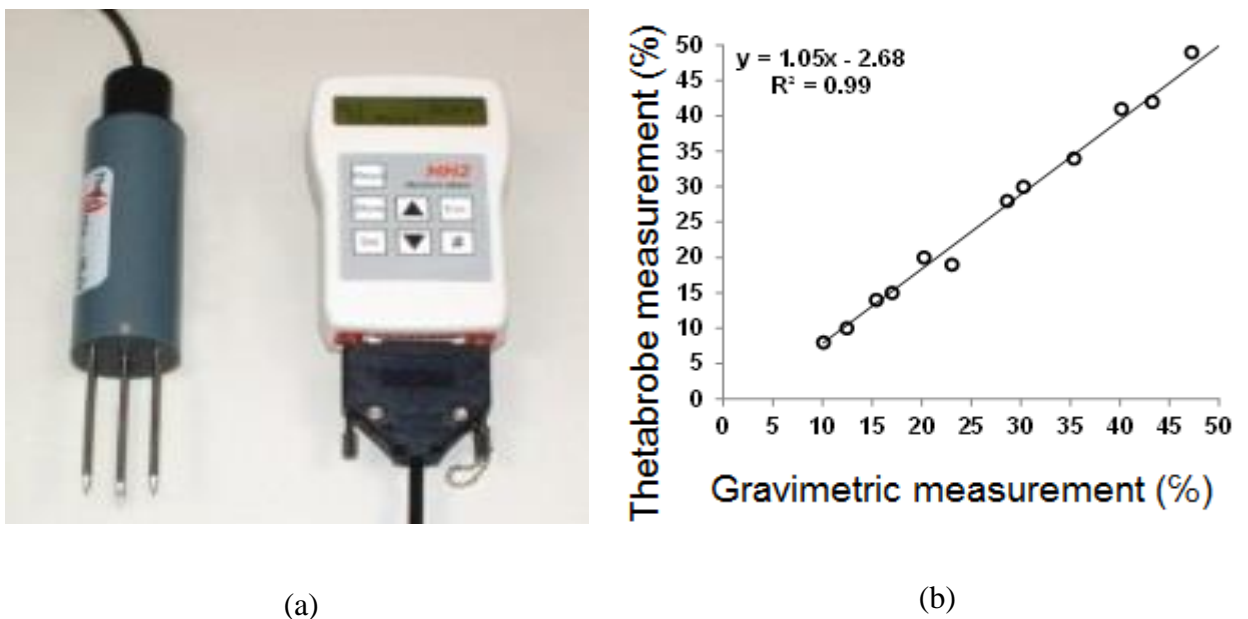 HH2
50
45
40
35
30
25
20
15
10
5
0
y = 1.05x - 2.68
R² = 0.99
Thetabrobe measurement (%)
0 5 10 15 20 25 30 35 40 45 50
Gravimetric measurement (%)
(a)
(b)